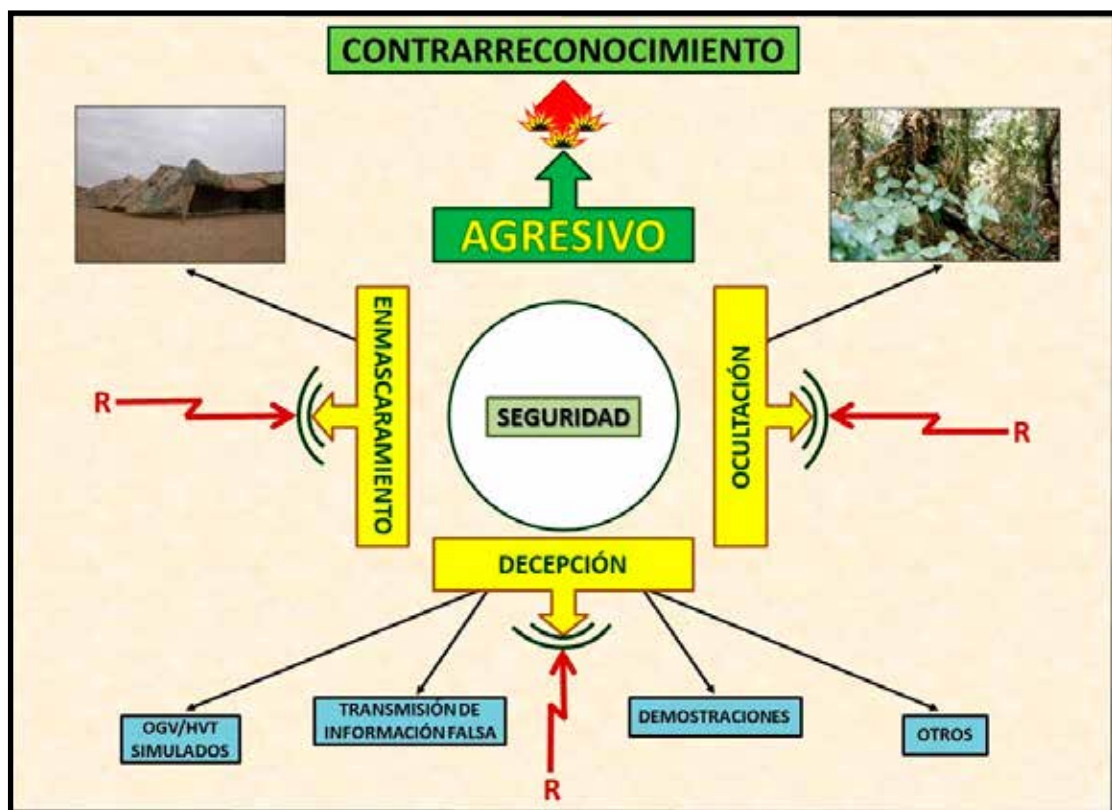 CONTRARRECONOCIMIENTO
AGRESIVO
ENMASCARAMIENTO
SEGURIDAD
OCULTACIÓN
R
R
DECEPCIÓN
OGV/HVT
SIMULADOS
TRANSMISIÓN DE
INFORMACIÓN FALSA
DEMOSTRACIONES
OTROS
R